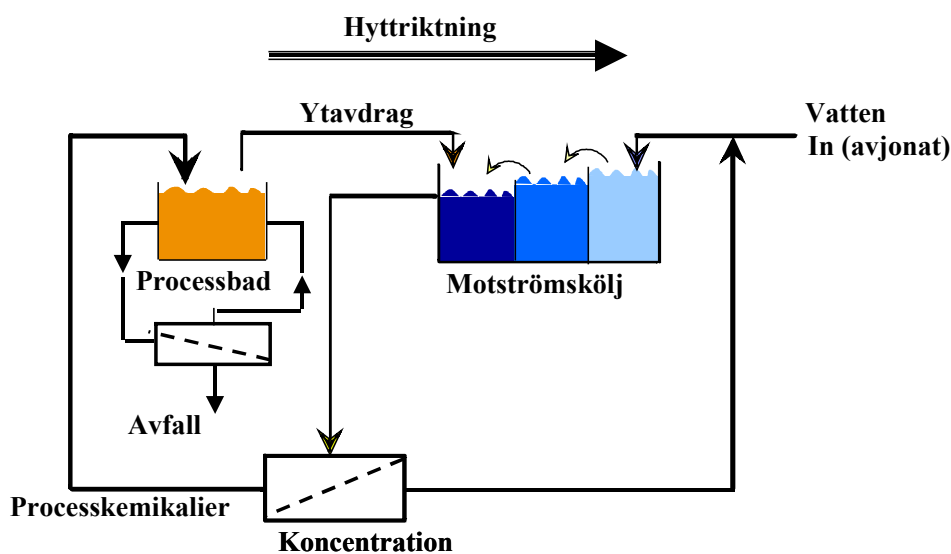 Hyttriktning
Ytavdrag
Vatten
In (avjonat)
Processbad
Motströmskölj
Avfall
Processkemikalier
Koncentration